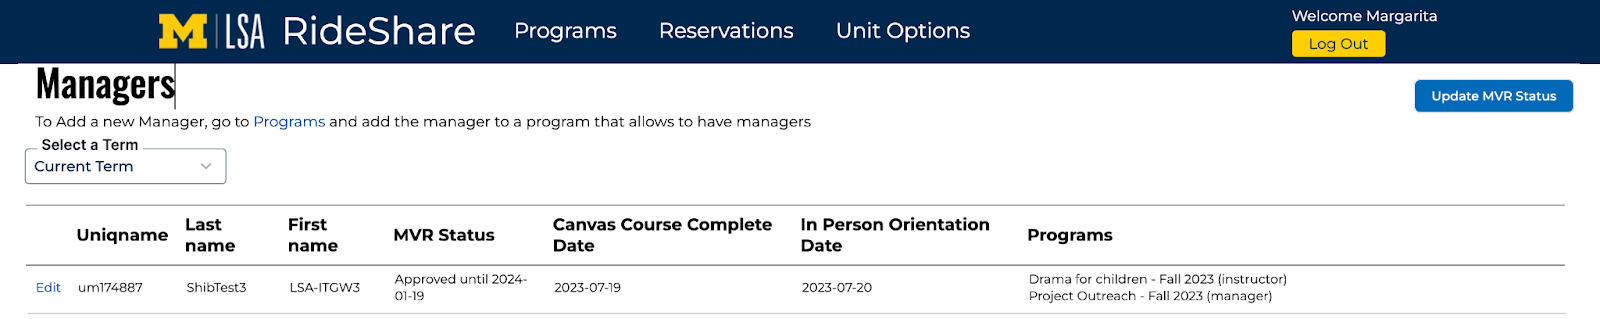 M LSA RideShare Programs Reservations Unit Options Welcome Margarita
Log Out
Managers
Update MVR Status
To Add a new Manager, go to Programs and add the manager to a program that allows to have managers
Select a Term
Current Term
Uniqname Last name First name MVR Status Canvas Course Complete Date In Person Orientation Date Programs
Edit um174887 ShibTest3 LSA-ITGW3 Approved until 2024-01-19 2023-07-19 2023-07-20 Drama for children - Fall 2023 (instructor)
Project Outreach - Fall 2023 (manager)